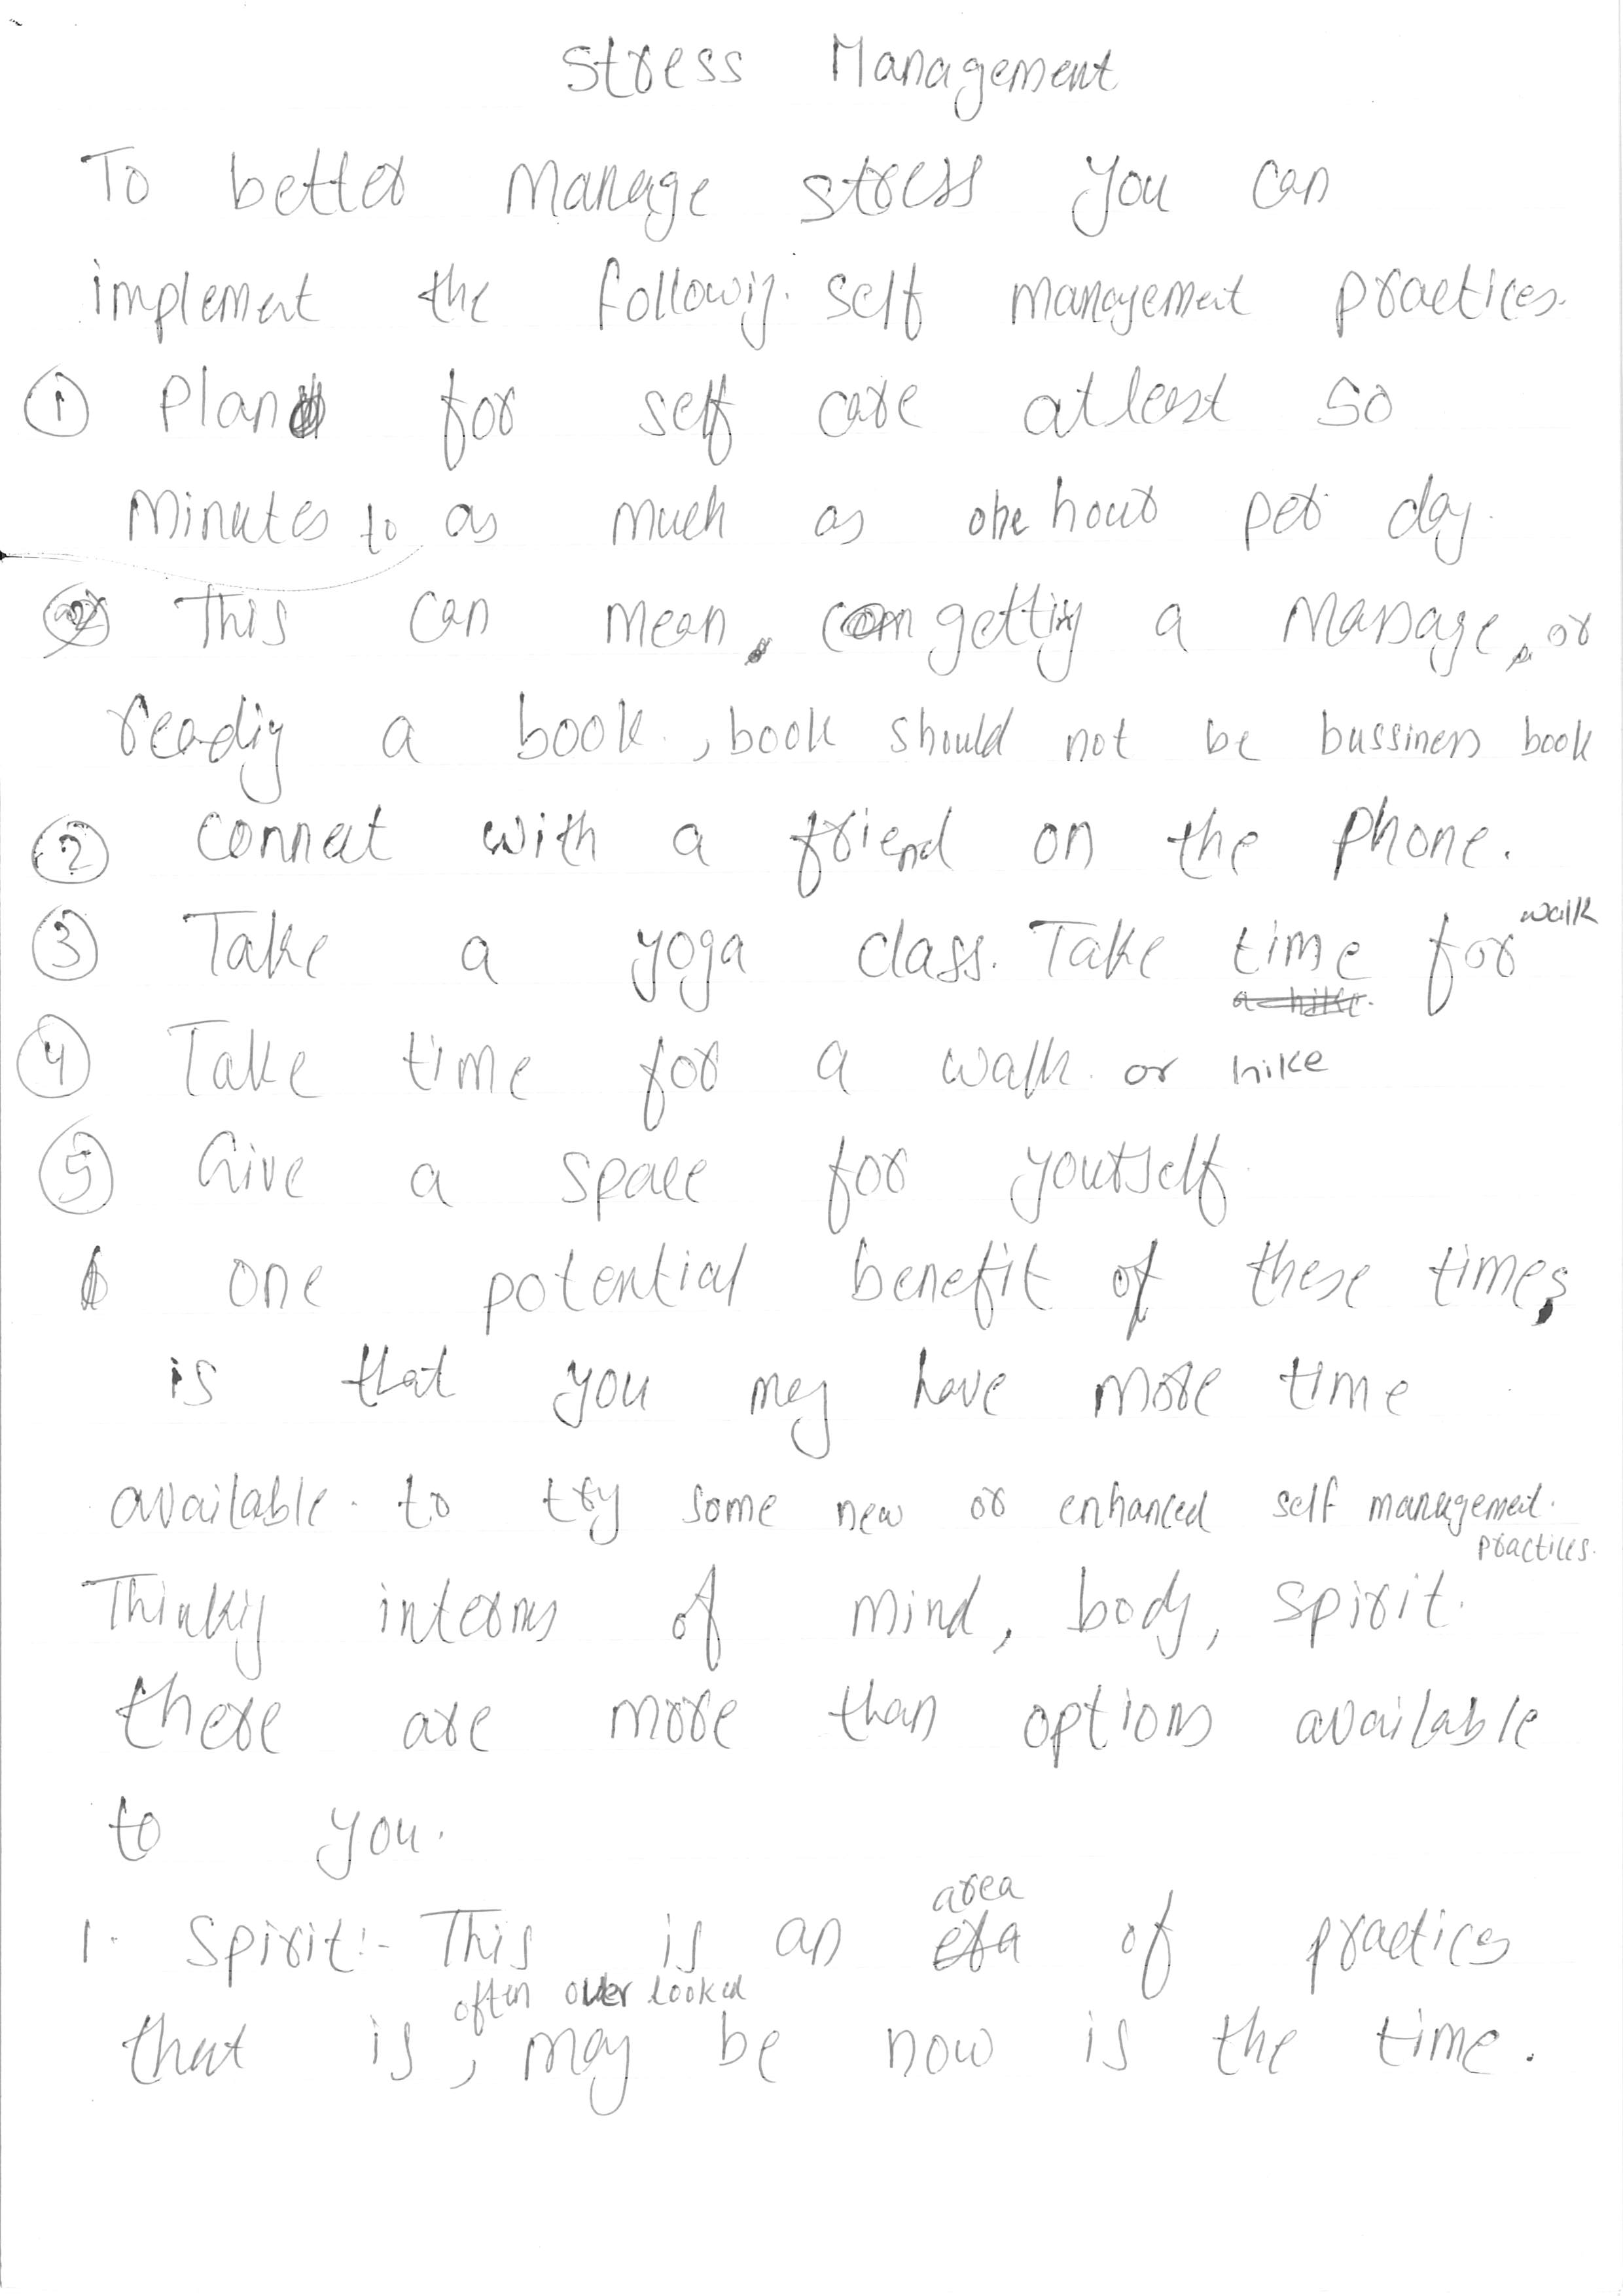 Stress Management
To better Manage stress you can
implement the followig. self management practices.
① Plan for self care atleast 50
Minutes to as much as one hour per day.
This can mean, getting a Massage, or
readig a book., book should not be bussiness book
② connect with a friend on the phone.
③ Take a yoga class. Take time for walk
④ Take time for a walk. or hike
⑤ Give a space for yourself.
one potential benefit of these times
is that you may have more time
available. to try some new or enhanced self management.
practices.
Thinkig interms of mind, body, spirit.
there are more than options available
to you.
1. Spirit:- This is an area of practices
that is often over looked, may be now is the time.